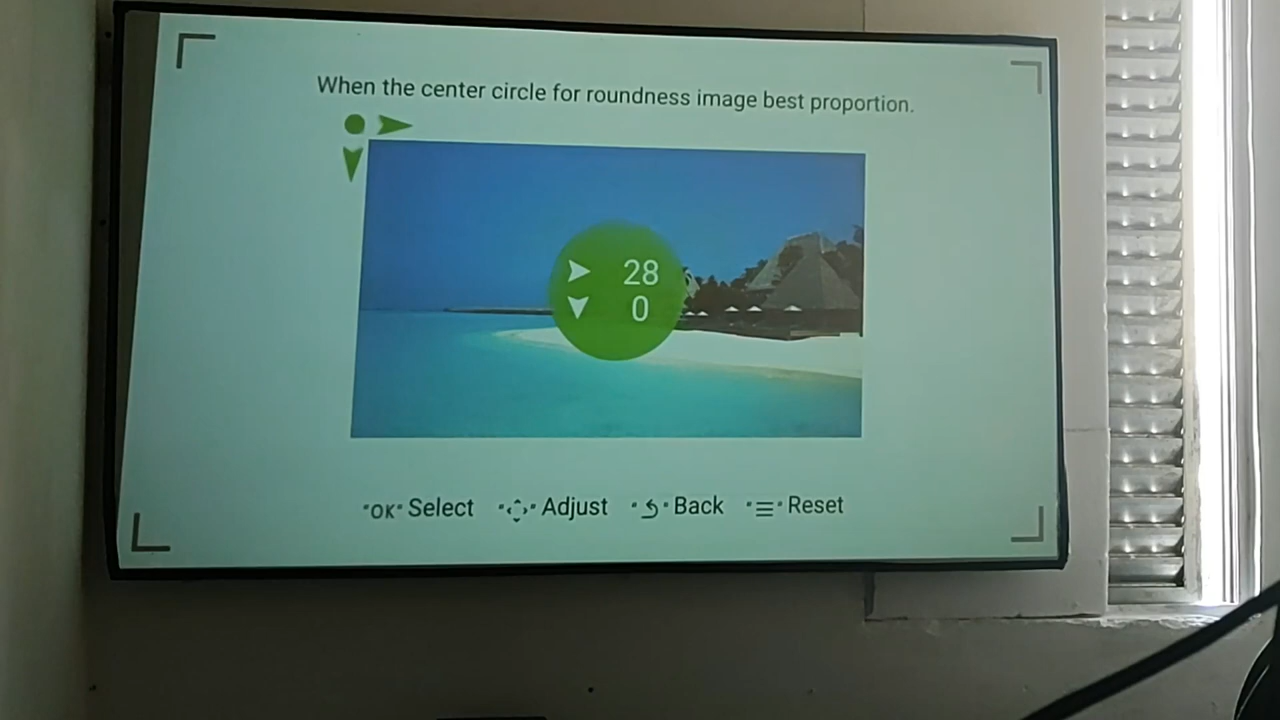 When the center circle for roundness image best proportion.
28
0
"OK" Select " " Adjust " " Back " " Reset